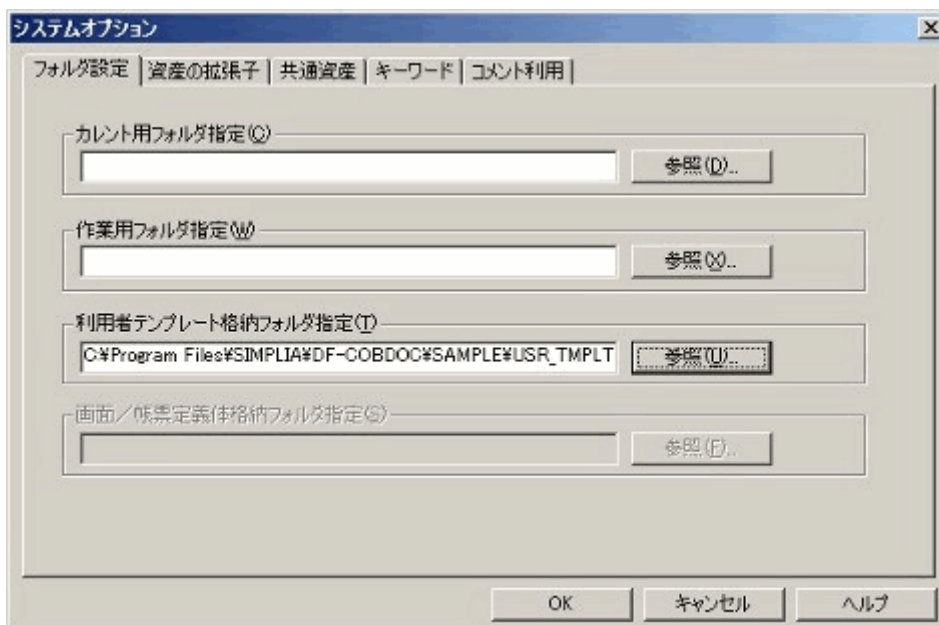 システムオプション
フォルダ設定 資産の拡張子 共通資産 キーワード コメント利用
カレント用フォルダ指定(C)
参照(D)...
作業用フォルダ指定(W)
参照(X)...
利用者テンプレート格納フォルダ指定(T)
C:¥Program Files¥SIMPLIA¥DF-COBDOC¥SAMPLE¥USR_TMPLT 参照(U)...
画面/帳票定義体格納フォルダ指定(S)
参照(F)...
OK キャンセル ヘルプ